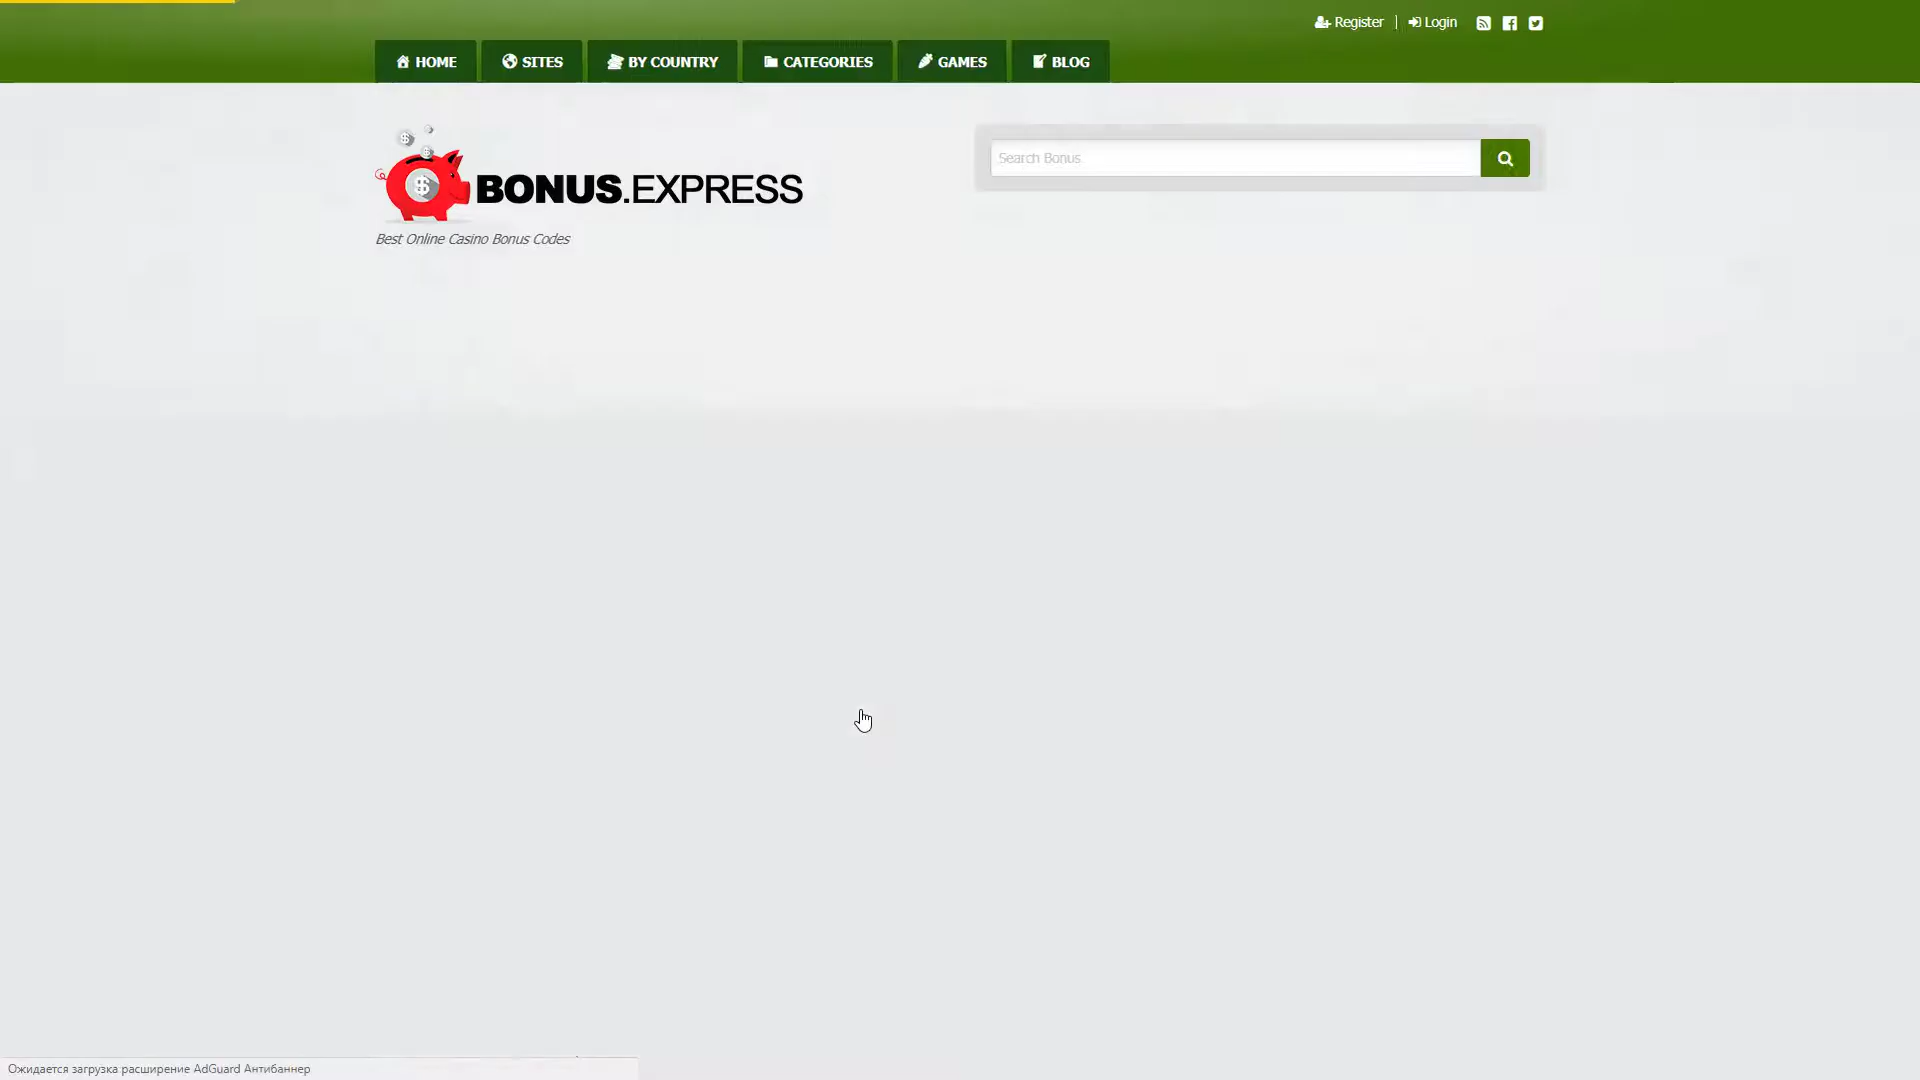 Register
Login
HOME
SITES
BY COUNTRY
CATEGORIES
GAMES
BLOG
BONUS.EXPRESS
Best Online Casino Bonus Codes
Search Bonus
Ожидается загрузка расширение AdGuard Антибаннер